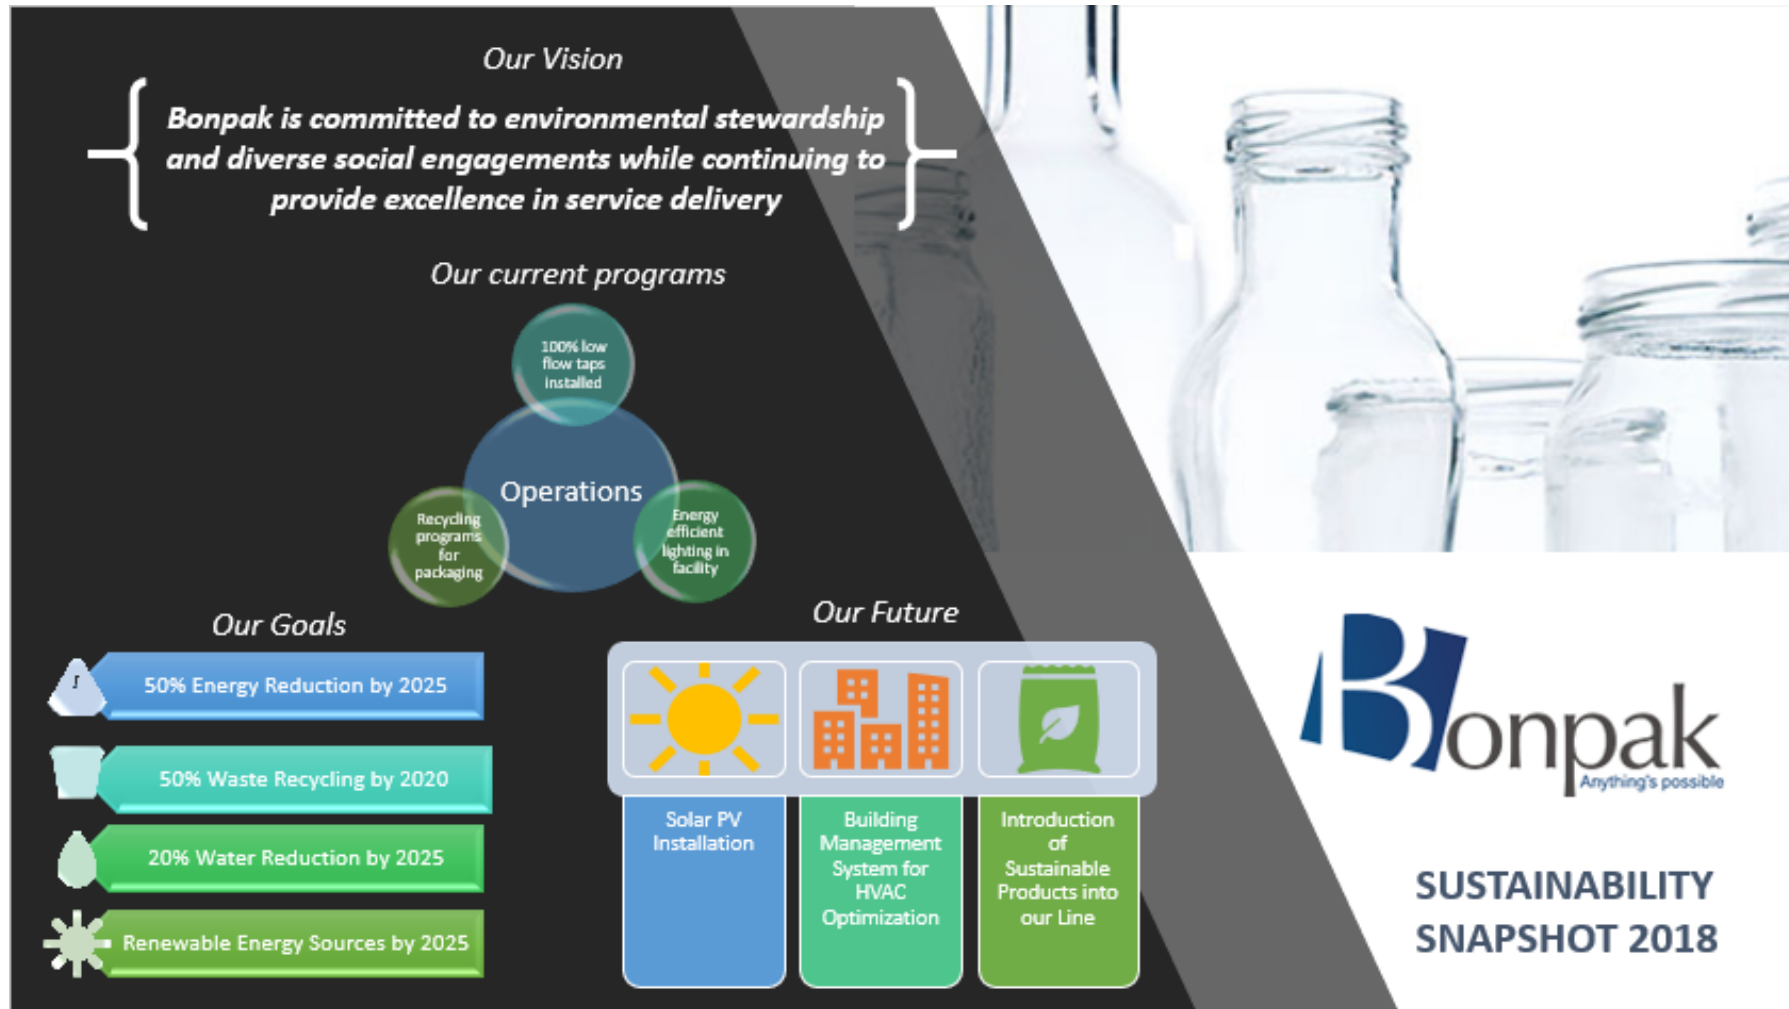 Our Vision
Bonpak is committed to environmental stewardship
and diverse social engagements while continuing to
provide excellence in service delivery
Our current programs
100% low
flow taps
installed
Operations
Recycling
programs
for
packaging
Energy
efficient
lighting in
facility
Our Goals
50% Energy Reduction by 2025
50% Waste Recycling by 2020
20% Water Reduction by 2025
Renewable Energy Sources by 2025
Our Future
Solar PV
Installation
Building
Management
System for
HVAC
Optimization
Introduction
of
Sustainable
Products into
our Line
Bonpak
Anything's possible
SUSTAINABILITY
SNAPSHOT 2018